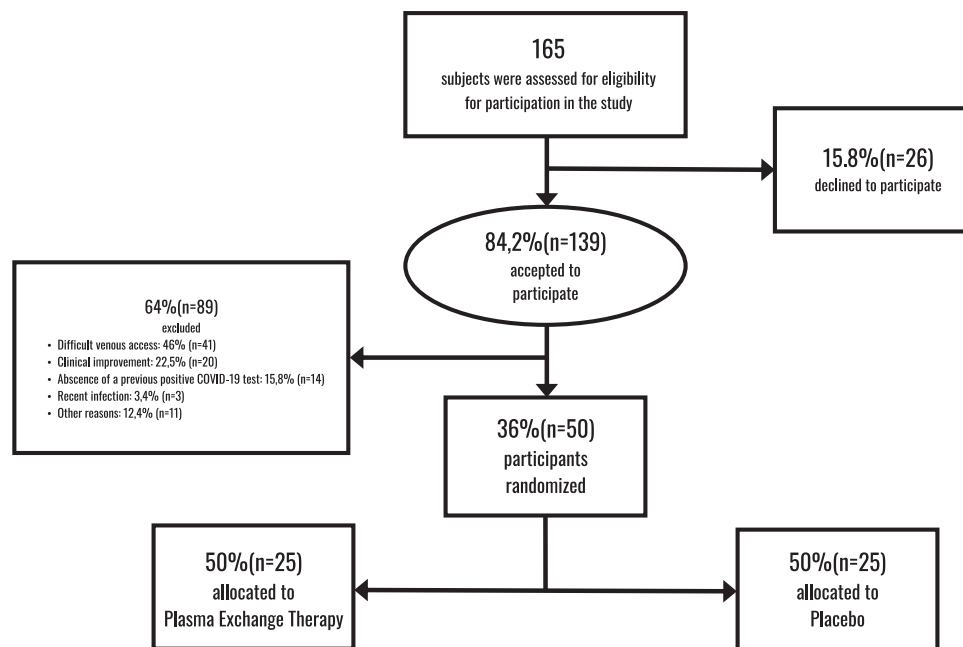 165
subjects were assessed for eligibility
for participation in the study
15.8%(n=26)
declined to participate
84,2%(n=139)
accepted to
participate
64%(n=89)
excluded
• Difficult venous access: 46% (n=41)
• Clinical improvement: 22,5% (n=20)
• Absence of a previous positive COVID-19 test: 15,8% (n=14)
• Recent infection: 3,4% (n=3)
• Other reasons: 12,4% (n=11)
36%(n=50)
participants
randomized
50%(n=25)
allocated to
Plasma Exchange Therapy
50%(n=25)
allocated to
Placebo